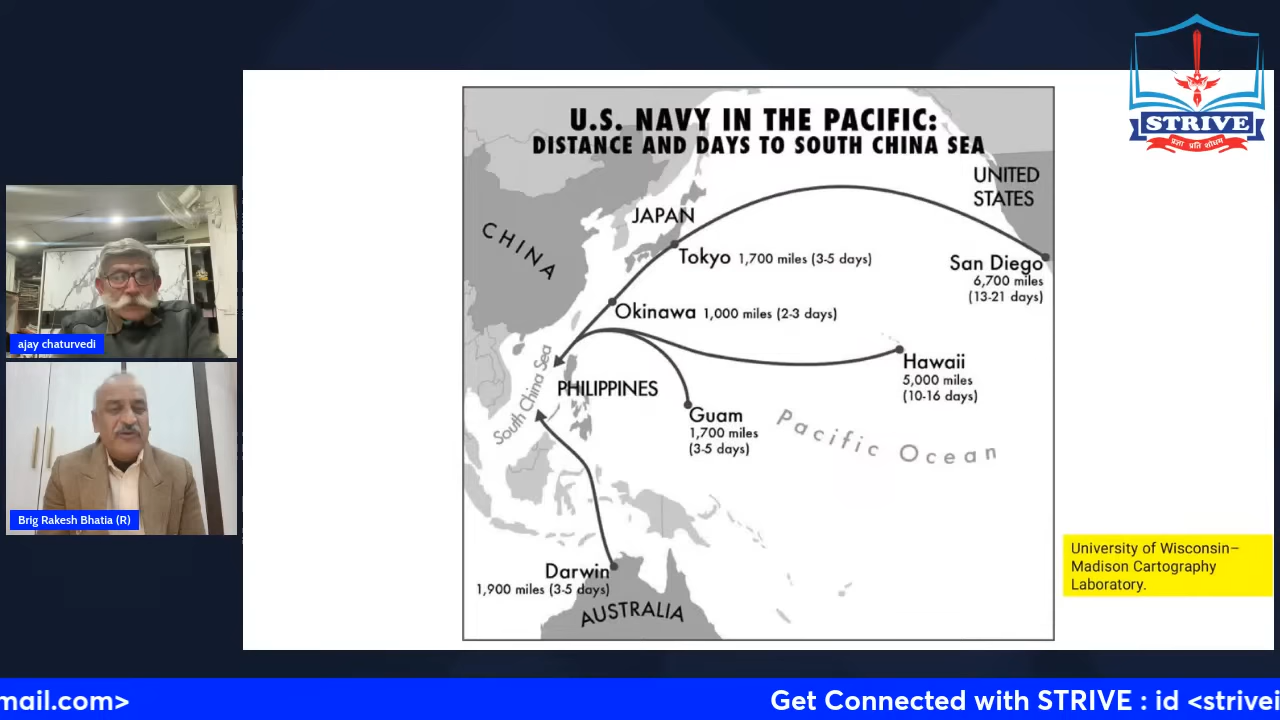 STRIVE
प्रज्ञा प्रति शोधम
U.S. NAVY IN THE PACIFIC:
DISTANCE AND DAYS TO SOUTH CHINA SEA
UNITED
STATES
JAPAN
CHINA
Tokyo 1,700 miles (3-5 days)
San Diego
6,700 miles
(13-21 days)
Okinawa 1,000 miles (2-3 days)
ajay chaturvedi
South China Sea
Hawaii
5,000 miles
(10-16 days)
PHILIPPINES
Guam
1,700 miles
(3-5 days)
Pacific Ocean
Brig Rakesh Bhatia (R)
University of Wisconsin–
Madison Cartography
Laboratory.
Darwin
1,900 miles (3-5 days)
AUSTRALIA
mail.com> Get Connected with STRIVE : id <strivei